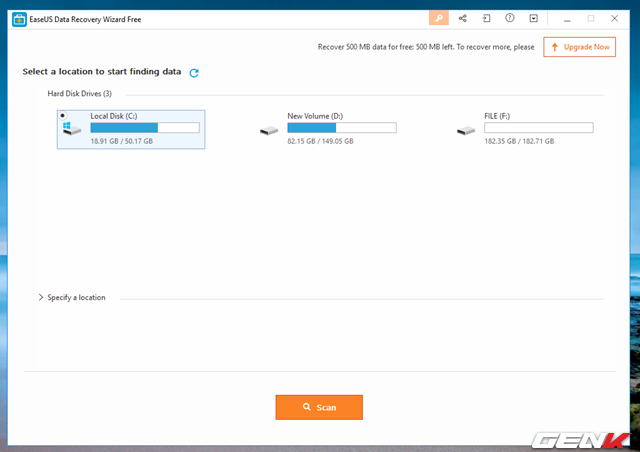 EaseUS Data Recovery Wizard Free
Recover 500 MB data for free; 500 MB left. To recover more, please
Upgrade Now
Select a location to start finding data
Hard Disk Drives (3)
Local Disk (C:)
18.91 GB / 50.17 GB
New Volume (D:)
82.15 GB / 149.05 GB
FILE (F:)
182.35 GB / 182.71 GB
Specify a location
Scan
GENK